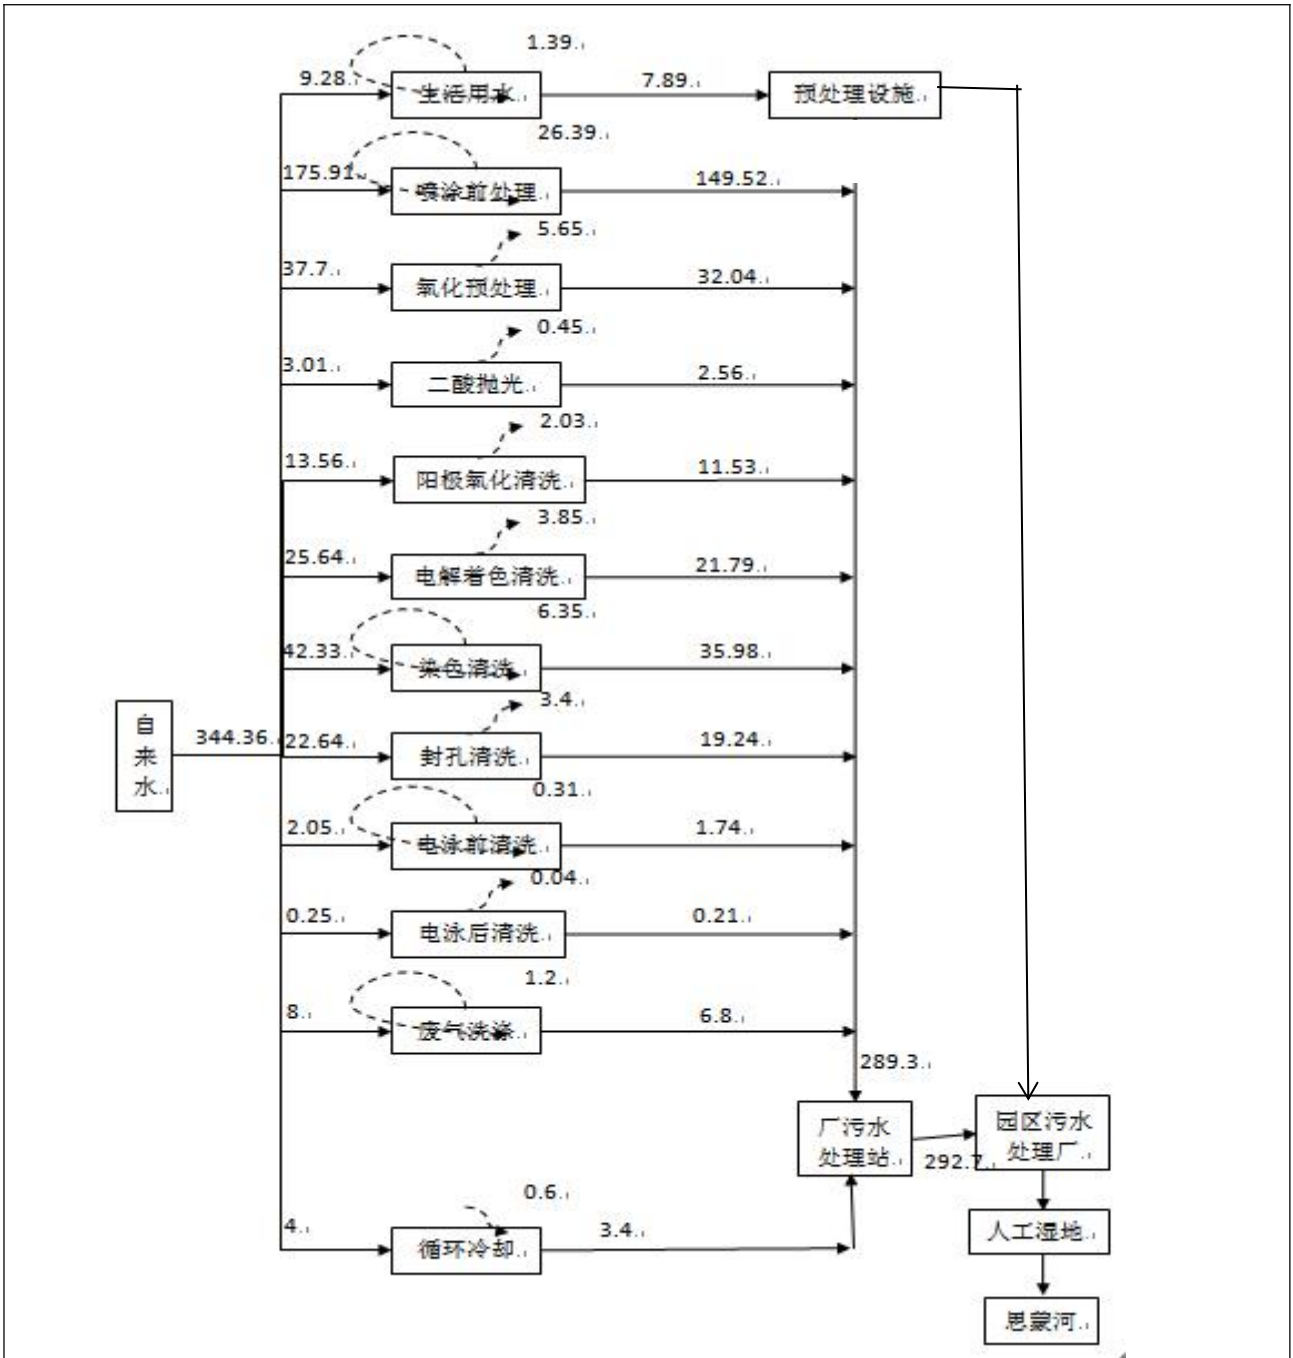 1.39
9.28
生活用水
7.89
预处理设施
26.39
175.91
喷涂前处理
149.52
5.65
37.7
氧化预处理
32.04
0.45
3.01
二酸抛光
2.56
2.03
13.56
阳极氧化清洗
11.53
3.85
25.64
电解着色清洗
21.79
6.35
42.33
染色清洗
35.98
3.4
自
来
水
344.36
22.64
封孔清洗
19.24
0.31
2.05
电泳前清洗
1.74
0.04
0.25
电泳后清洗
0.21
1.2
8
废气洗涤
6.8
289.3
厂污水
处理站
292.7
园区污水
处理厂
0.6
4
循环冷却
3.4
人工湿地
思蒙河